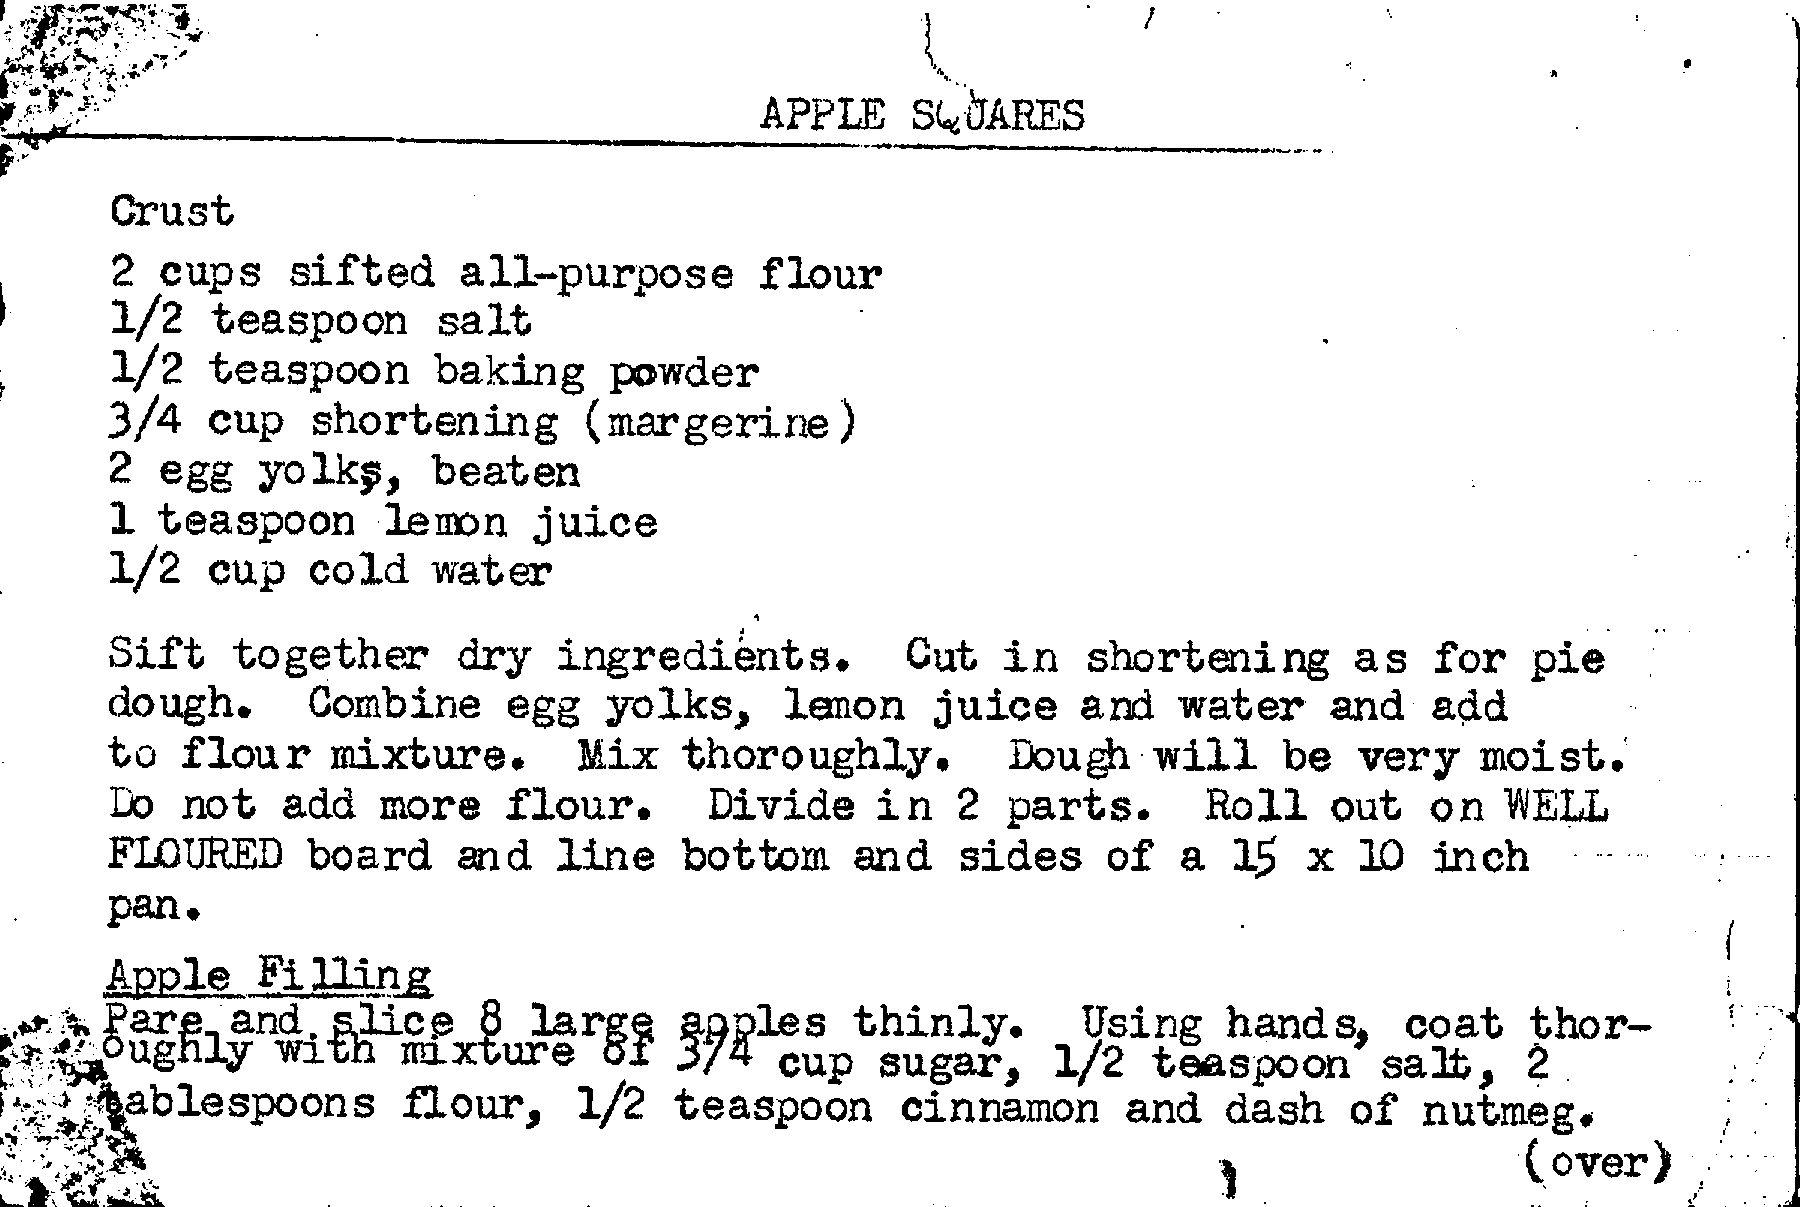 APPLE SQUARES
Crust
2 cups sifted all-purpose flour
1/2 teaspoon salt
1/2 teaspoon baking powder
3/4 cup shortening (margerine)
2 egg yolks, beaten
1 teaspoon lemon juice
1/2 cup cold water
Sift together dry ingredients. Cut in shortening as for pie
dough. Combine egg yolks, lemon juice and water and add
to flour mixture. Mix thoroughly. Dough will be very moist.
Do not add more flour. Divide in 2 parts. Roll out on WELL
FLOURED board and line bottom and sides of a 15 x 10 inch
pan.
Apple Filling
Pare and slice 8 large apples thinly. Using hands, coat thor-
oughly with mixture of 3/4 cup sugar, 1/2 teaspoon salt, 2
tablespoons flour, 1/2 teaspoon cinnamon and dash of nutmeg.
(over)